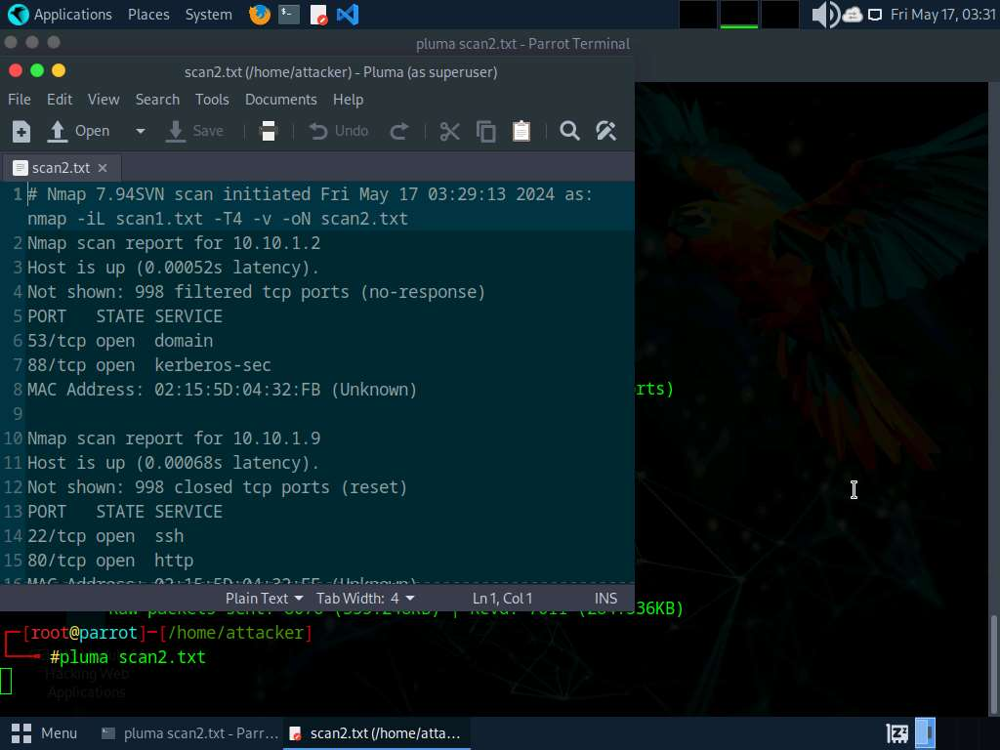 Applications Places System Fri May 17, 03:31
pluma scan2.txt - Parrot Terminal
scan2.txt (/home/attacker) - Pluma (as superuser)
File Edit View Search Tools Documents Help
Open Save Undo
scan2.txt
1 # Nmap 7.94SVN scan initiated Fri May 17 03:29:13 2024 as:
nmap -iL scan1.txt -T4 -v -oN scan2.txt
2 Nmap scan report for 10.10.1.2
3 Host is up (0.00052s latency).
4 Not shown: 998 filtered tcp ports (no-response)
5 PORT   STATE SERVICE
6 53/tcp open  domain
7 88/tcp open  kerberos-sec
8 MAC Address: 02:15:5D:04:32:FB (Unknown)
rts)
9
10 Nmap scan report for 10.10.1.9
11 Host is up (0.00068s latency).
12 Not shown: 998 closed tcp ports (reset)
13 PORT   STATE SERVICE
14 22/tcp open  ssh
15 80/tcp open  http
Plain Text Tab Width: 4 Ln 1, Col 1 INS
36KB)
[root@parrot]─[/home/attacker]
#pluma scan2.txt
Hacking Web
Applications
Menu pluma scan2.txt - Parr... scan2.txt (/home/atta...